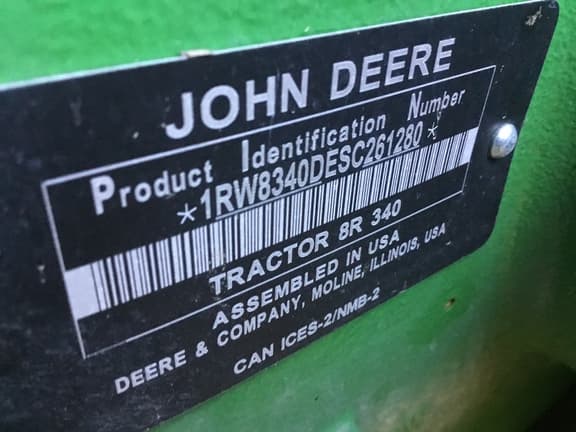 JOHN DEERE
Product Identification Number
*1RW8340DESC261280*
TRACTOR 8R 340
ASSEMBLED IN USA
DEERE & COMPANY, MOLINE, ILLINOIS, USA
CAN ICES-2/NMB-2